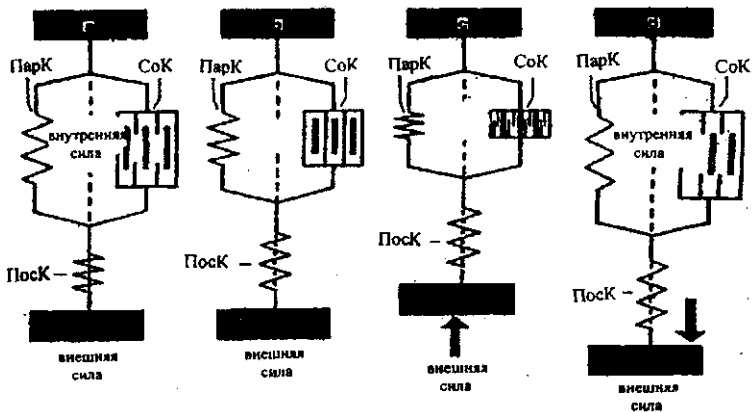 ПарК
СоК
внутренняя
сила
ПосК
внешняя
сила
ПарК
СоК
ПосК
внешняя
сила
ПарК
СоК
ПосК
внешняя
сила
ПарК
СоК
внутренняя
сила
ПосК
внешняя
сила